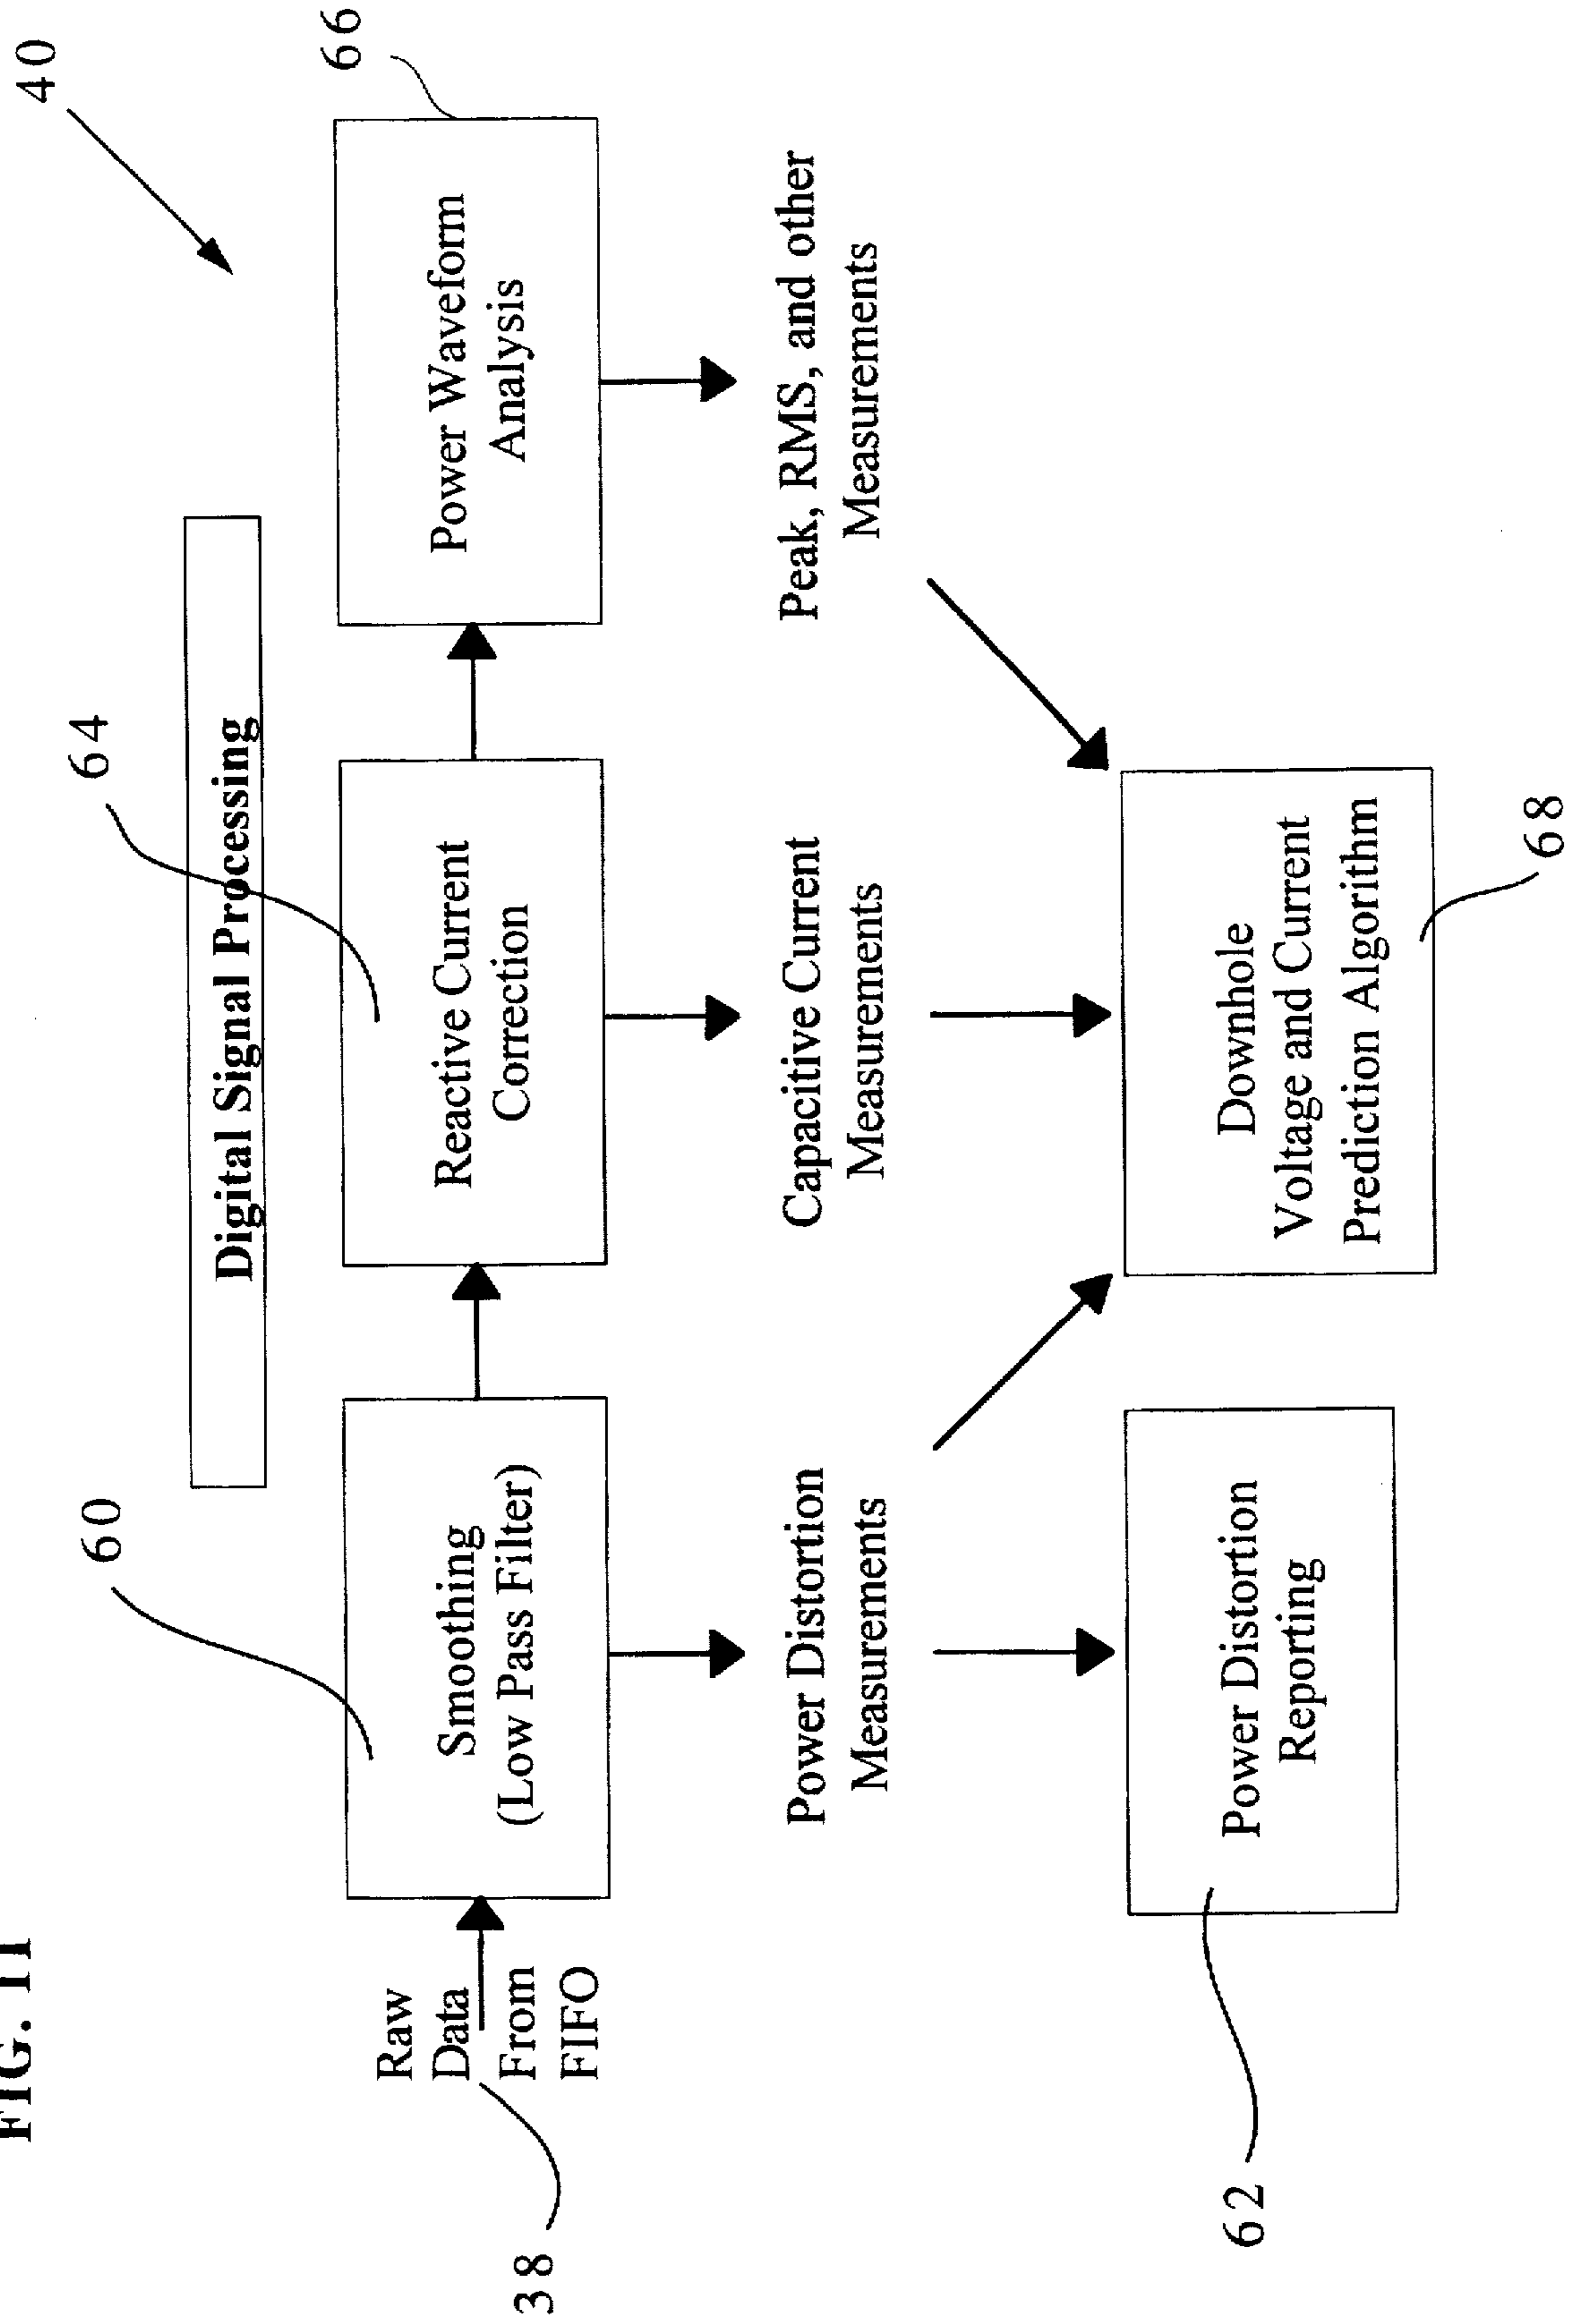 FIG. 11
40
Digital Signal Processing
60
64
66
Raw
Data
From
FIFO
38
Smoothing
(Low Pass Filter)
Reactive Current
Correction
Power Waveform
Analysis
Power Distortion
Measurements
Capacitive Current
Measurements
Peak, RMS, and other
Measurements
Power Distortion
Reporting
62
Downhole
Voltage and Current
Prediction Algorithm
68